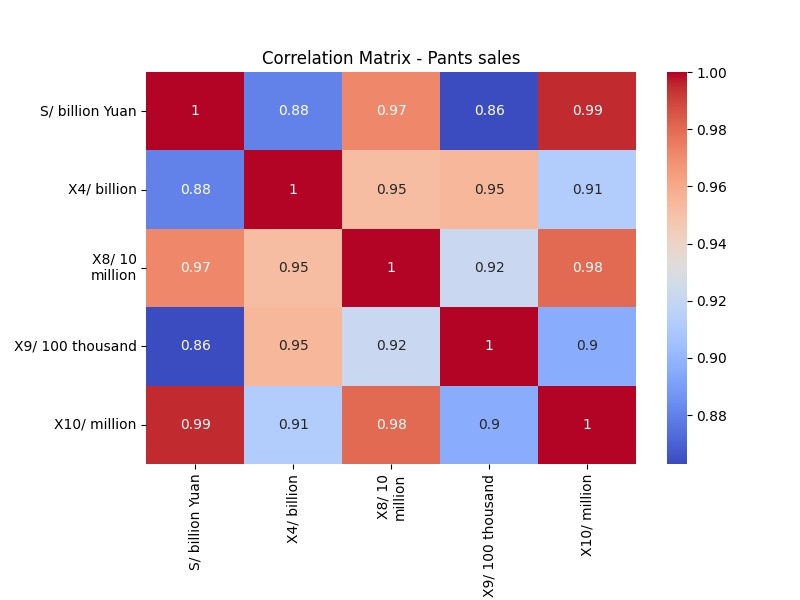 Correlation Matrix - Pants sales
S/ billion Yuan 1 0.88 0.97 0.86 0.99
X4/ billion 0.88 1 0.95 0.95 0.91
X8/ 10
million 0.97 0.95 1 0.92 0.98
X9/ 100 thousand 0.86 0.95 0.92 1 0.9
X10/ million 0.99 0.91 0.98 0.9 1
S/ billion Yuan
X4/ billion
X8/ 10
million
X9/ 100 thousand
X10/ million
1.00
0.98
0.96
0.94
0.92
0.90
0.88